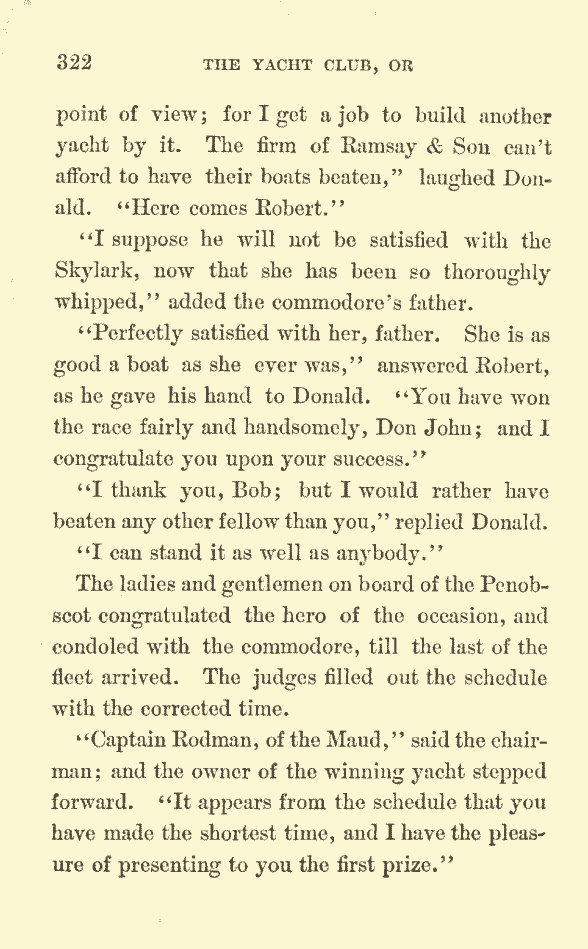 322 THE YACHT CLUB, OR
point of view; for I get a job to build another
yacht by it. The firm of Ramsay & Son can't
afford to have their boats beaten," laughed Don-
ald. "Here comes Robert."
"I suppose he will not be satisfied with the
Skylark, now that she has been so thoroughly
whipped," added the commodore's father.
"Perfectly satisfied with her, father. She is as
good a boat as she ever was," answered Robert,
as he gave his hand to Donald. "You have won
the race fairly and handsomely, Don John; and I
congratulate you upon your success."
"I thank you, Bob; but I would rather have
beaten any other fellow than you," replied Donald.
"I can stand it as well as anybody."
The ladies and gentlemen on board of the Penob-
scot congratulated the hero of the occasion, and
condoled with the commodore, till the last of the
fleet arrived. The judges filled out the schedule
with the corrected time.
"Captain Rodman, of the Maud," said the chair-
man; and the owner of the winning yacht stepped
forward. "It appears from the schedule that you
have made the shortest time, and I have the pleas-
ure of presenting to you the first prize."